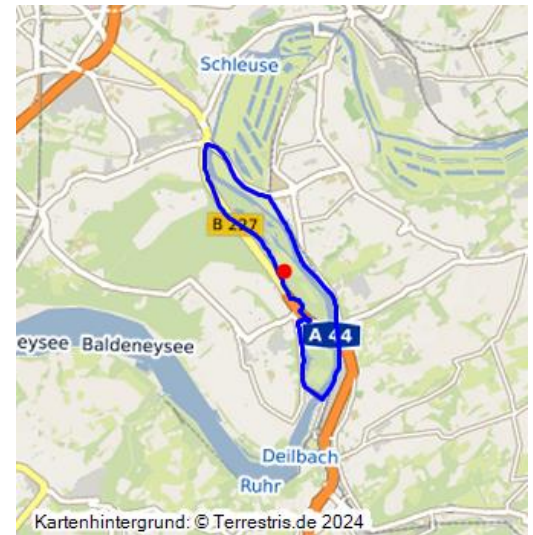 Schleuse
B 227
A 44
eysee Baldeneysee
Deilbach
Ruhr
Kartenhintergrund: © Terrestris.de 2024